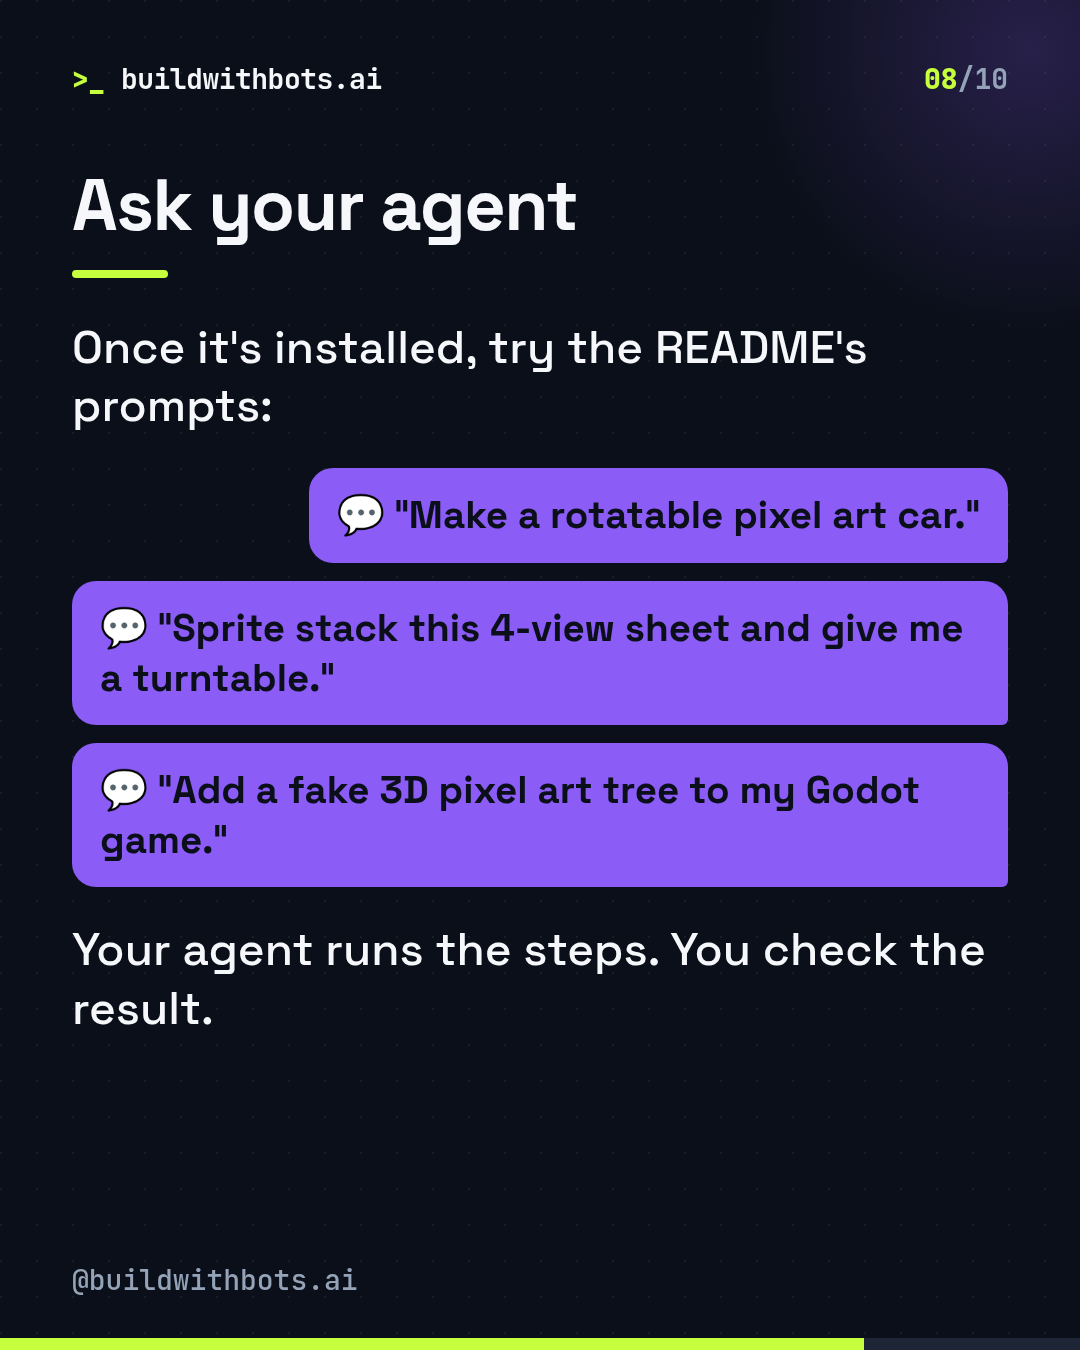 >_ buildwithbots.ai
08/10
Ask your agent
Once it's installed, try the README's
prompts:
💬 "Make a rotatable pixel art car."
💬 "Sprite stack this 4-view sheet and give me
a turntable."
💬 "Add a fake 3D pixel art tree to my Godot
game."
Your agent runs the steps. You check the
result.
@buildwithbots.ai